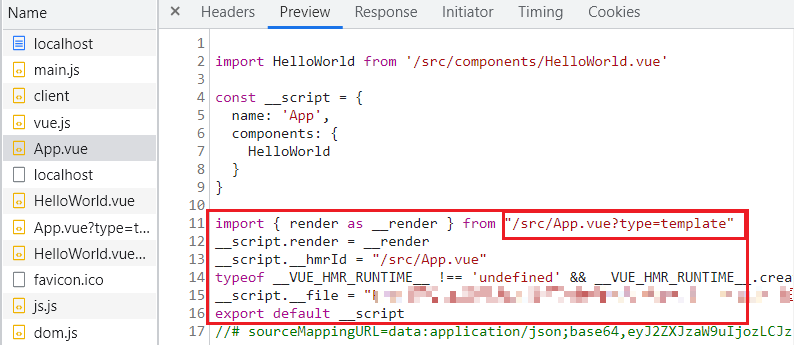 Name
localhost
main.js
client
vue.js
App.vue
localhost
HelloWorld.vue
App.vue?type=t...
HelloWorld.vue...
favicon.ico
js.js
dom.js
× Headers Preview Response Initiator Timing Cookies
1
2 import HelloWorld from '/src/components/HelloWorld.vue'
3
4 const __script = {
5   name: 'App',
6   components: {
7     HelloWorld
8   }
9 }
10
11 import { render as __render } from "/src/App.vue?type=template"
12 __script.render = __render
13 __script.__hmrId = "/src/App.vue"
14 typeof __VUE_HMR_RUNTIME__ !== 'undefined' && __VUE_HMR_RUNTIME__.crea
15 __script.__file = "
16 export default __script
17 //# sourceMappingURL=data:application/json;base64,eyJ2ZXJzaW9uIjozLCJz